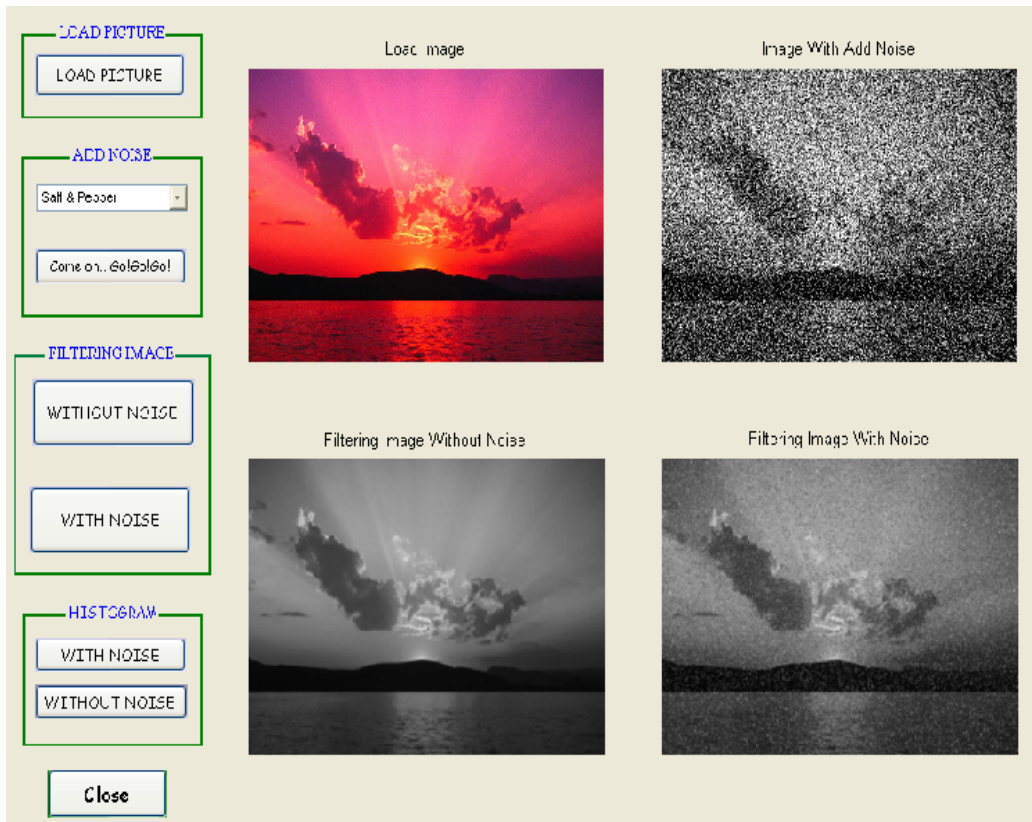 LOAD PICTURE
LOAD PICTURE
ADD NOISE
Salt & Pepper
Come on.. Go!Go!Go!
FILTERING IMAGE
WITHOUT NOISE
WITH NOISE
HISTOGRAM
WITH NOISE
WITHOUT NOISE
Close
Load Image
Image With Add Noise
Filtering Image Without Noise
Filtering Image With Noise